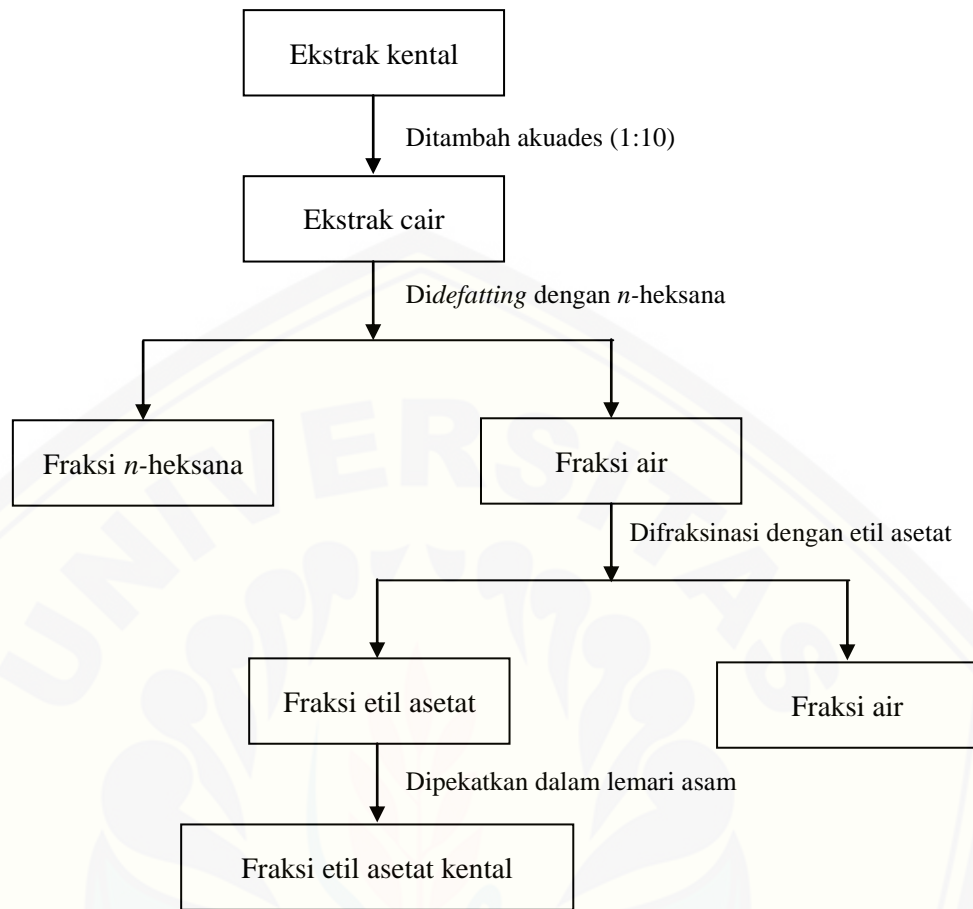 Ekstrak kental
Ditambah akuades (1:10)
Ekstrak cair
Didefatting dengan n-heksana
Fraksi n-heksana
Fraksi air
Difraksinasi dengan etil asetat
Fraksi etil asetat
Fraksi air
Dipekatkan dalam lemari asam
Fraksi etil asetat kental
UNIVERSITAS